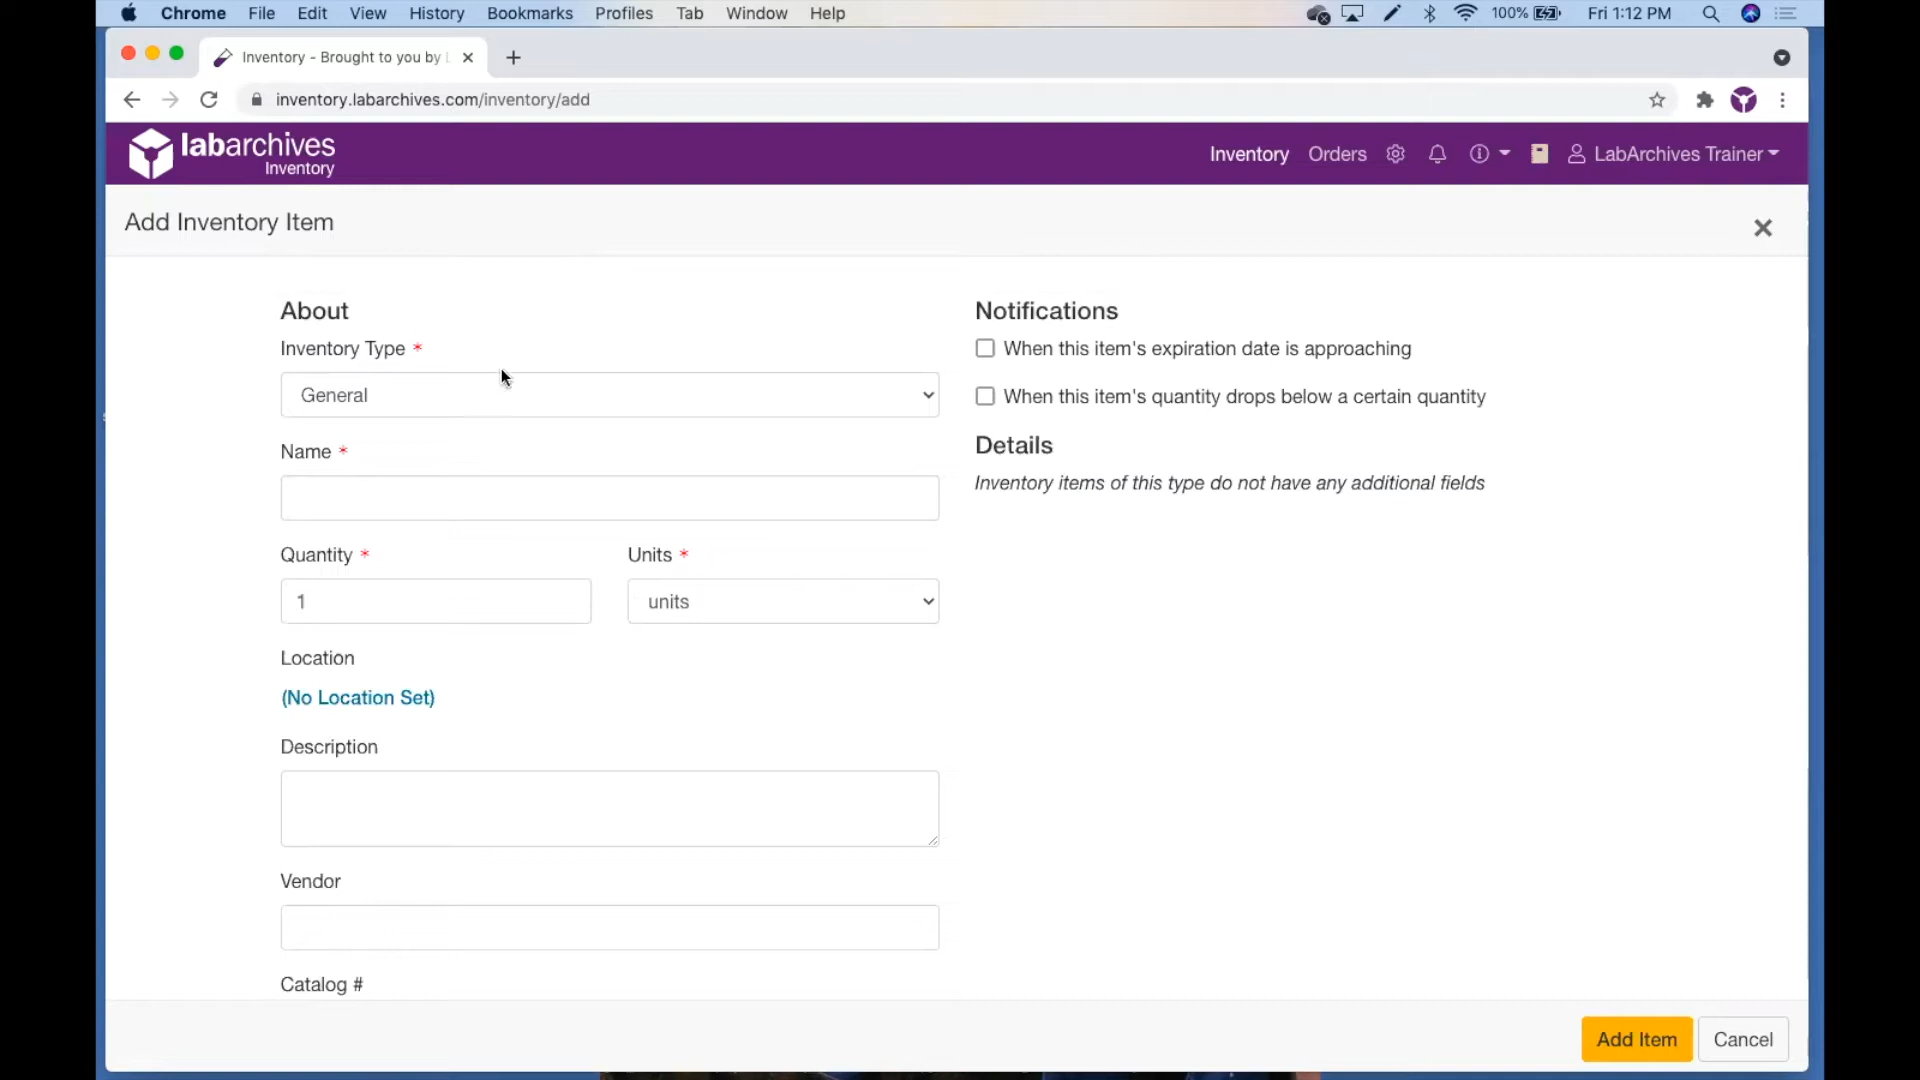 Chrome File Edit View History Bookmarks Profiles Tab Window Help 100% Fri 1:12 PM
Inventory - Brought to you by
inventory.labarchives.com/inventory/add
labarchives
Inventory
Inventory Orders LabArchives Trainer
Add Inventory Item
About
Inventory Type *
General
Name *
Quantity * Units *
1 units
Location
(No Location Set)
Description
Vendor
Catalog #
Notifications
When this item's expiration date is approaching
When this item's quantity drops below a certain quantity
Details
Inventory items of this type do not have any additional fields
Add Item Cancel